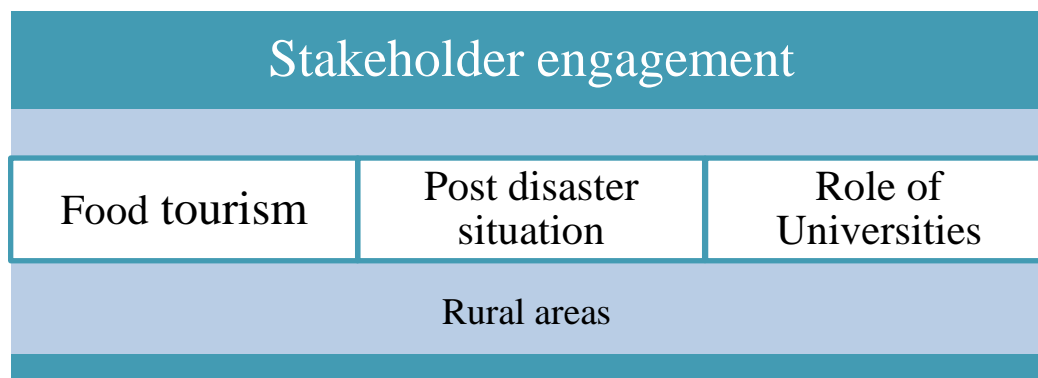 Stakeholder engagement
Food tourism
Post disaster
situation
Role of
Universities
Rural areas